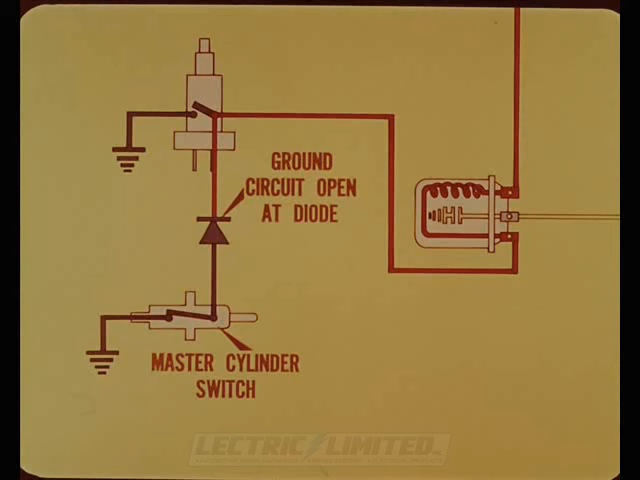 GROUND
CIRCUIT OPEN
AT DIODE
MASTER CYLINDER
SWITCH
LECTRIC LIMITED